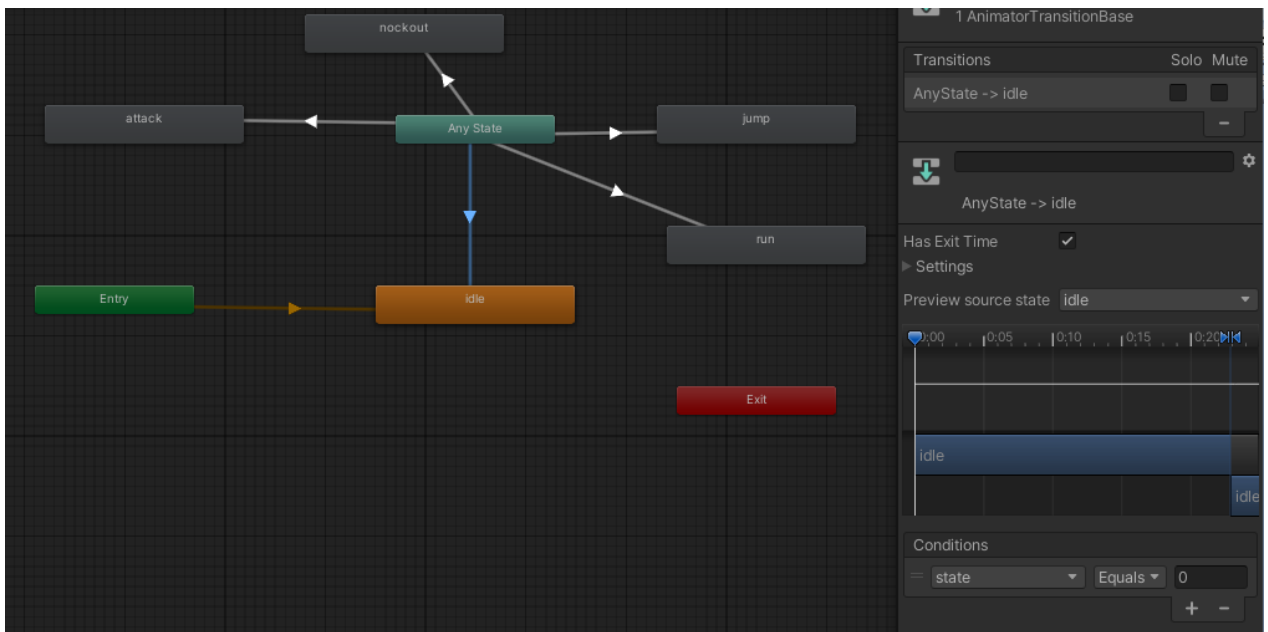 nockout
attack
Any State
jump
run
Entry
idle
Exit
1 AnimatorTransitionBase
Transitions Solo Mute
AnyState -> idle
AnyState -> idle
Has Exit Time
Settings
Preview source state idle
0:00 0:05 0:10 0:15 0:20
idle
idle
Conditions
state Equals 0